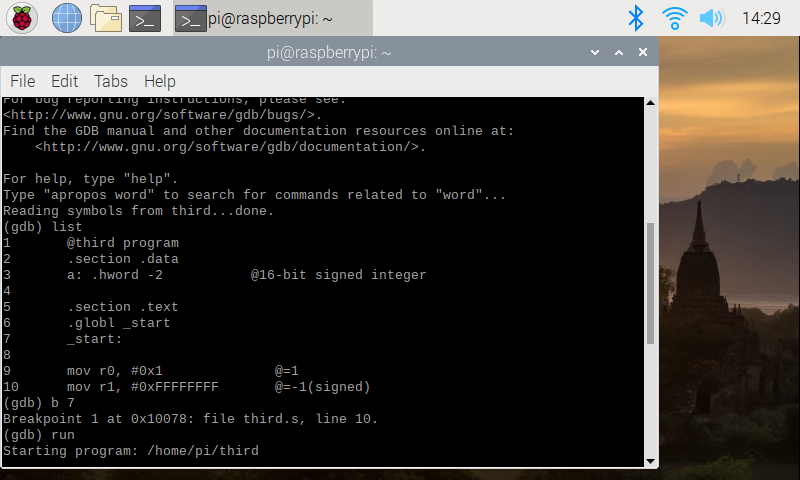 pi@raspberrypi: ~
14:29
pi@raspberrypi: ~
File Edit Tabs Help
For bug reporting instructions, please see:
<http://www.gnu.org/software/gdb/bugs/>.
Find the GDB manual and other documentation resources online at:
    <http://www.gnu.org/software/gdb/documentation/>.
For help, type "help".
Type "apropos word" to search for commands related to "word"...
Reading symbols from third...done.
(gdb) list
1       @third program
2       .section .data
3       a: .hword -2           @16-bit signed integer
4
5       .section .text
6       .globl _start
7       _start:
8
9       mov r0, #0x1              @=1
10      mov r1, #0xFFFFFFFF       @=-1(signed)
(gdb) b 7
Breakpoint 1 at 0x10078: file third.s, line 10.
(gdb) run
Starting program: /home/pi/third